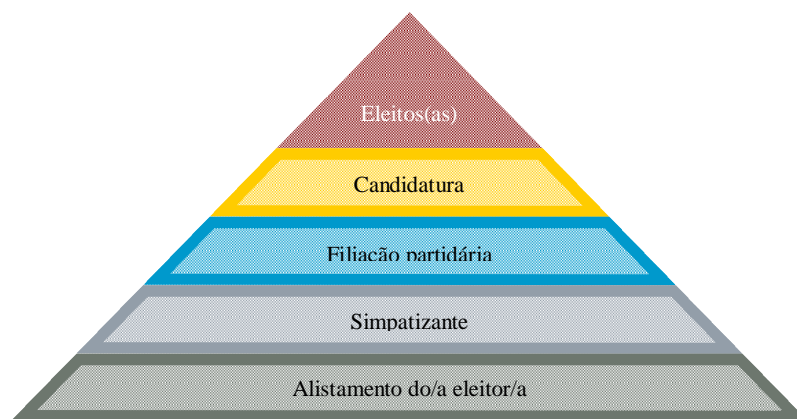 Eleitos(as)
Candidatura
Filiação partidária
Simpatizante
Alistamento do/a eleitor/a